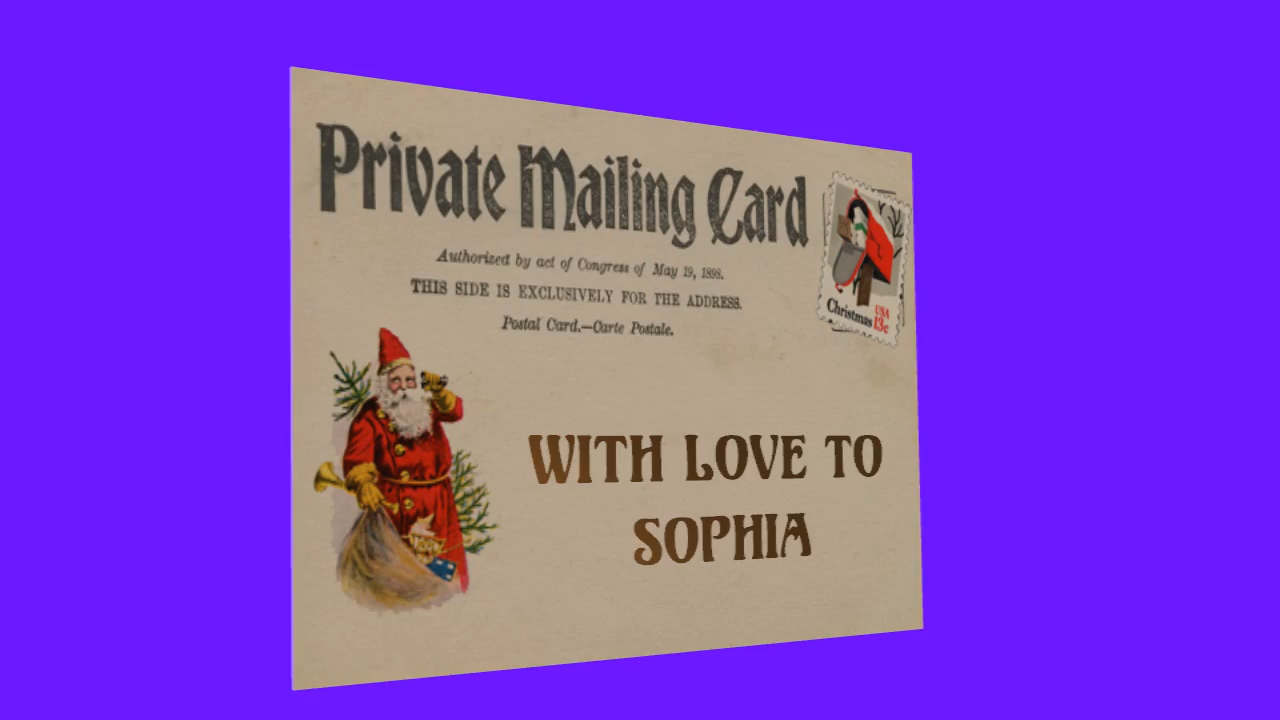 Private Mailing Card
Authorized by act of Congress of May 19, 1898.
THIS SIDE IS EXCLUSIVELY FOR THE ADDRESS.
Postal Card.—Carte Postale.
Christmas
USA
13c
WITH LOVE TO
SOPHIA